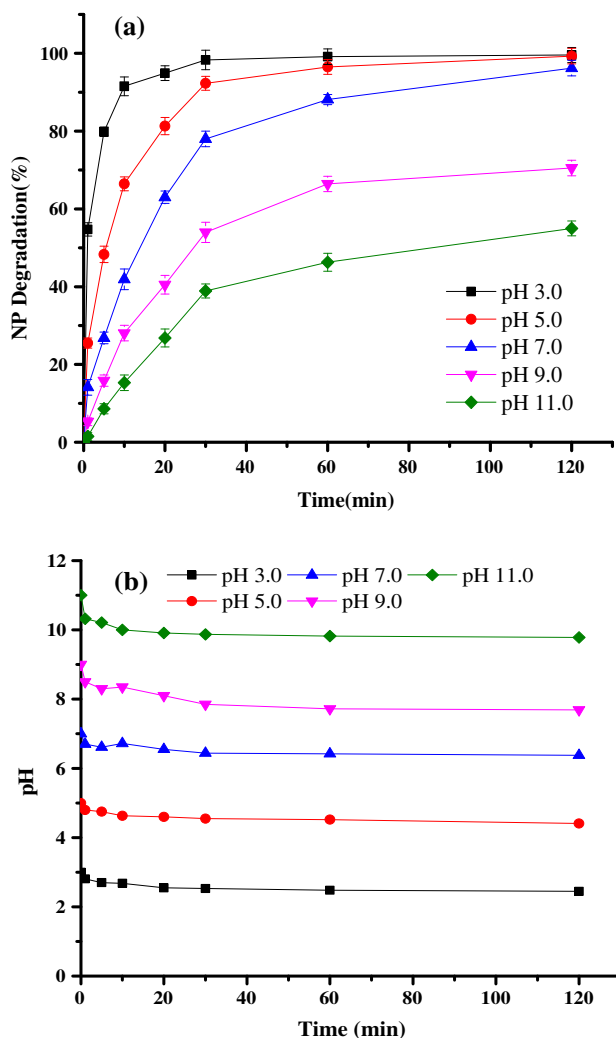 (a)
100
80
60
40
20
0
NP Degradation(%)
pH 3.0
pH 5.0
pH 7.0
pH 9.0
pH 11.0
0 20 40 60 80 100 120
Time(min)
(b)
12
10
8
6
4
2
0
pH
pH 3.0 pH 7.0 pH 11.0
pH 5.0 pH 9.0
0 20 40 60 80 100 120
Time (min)